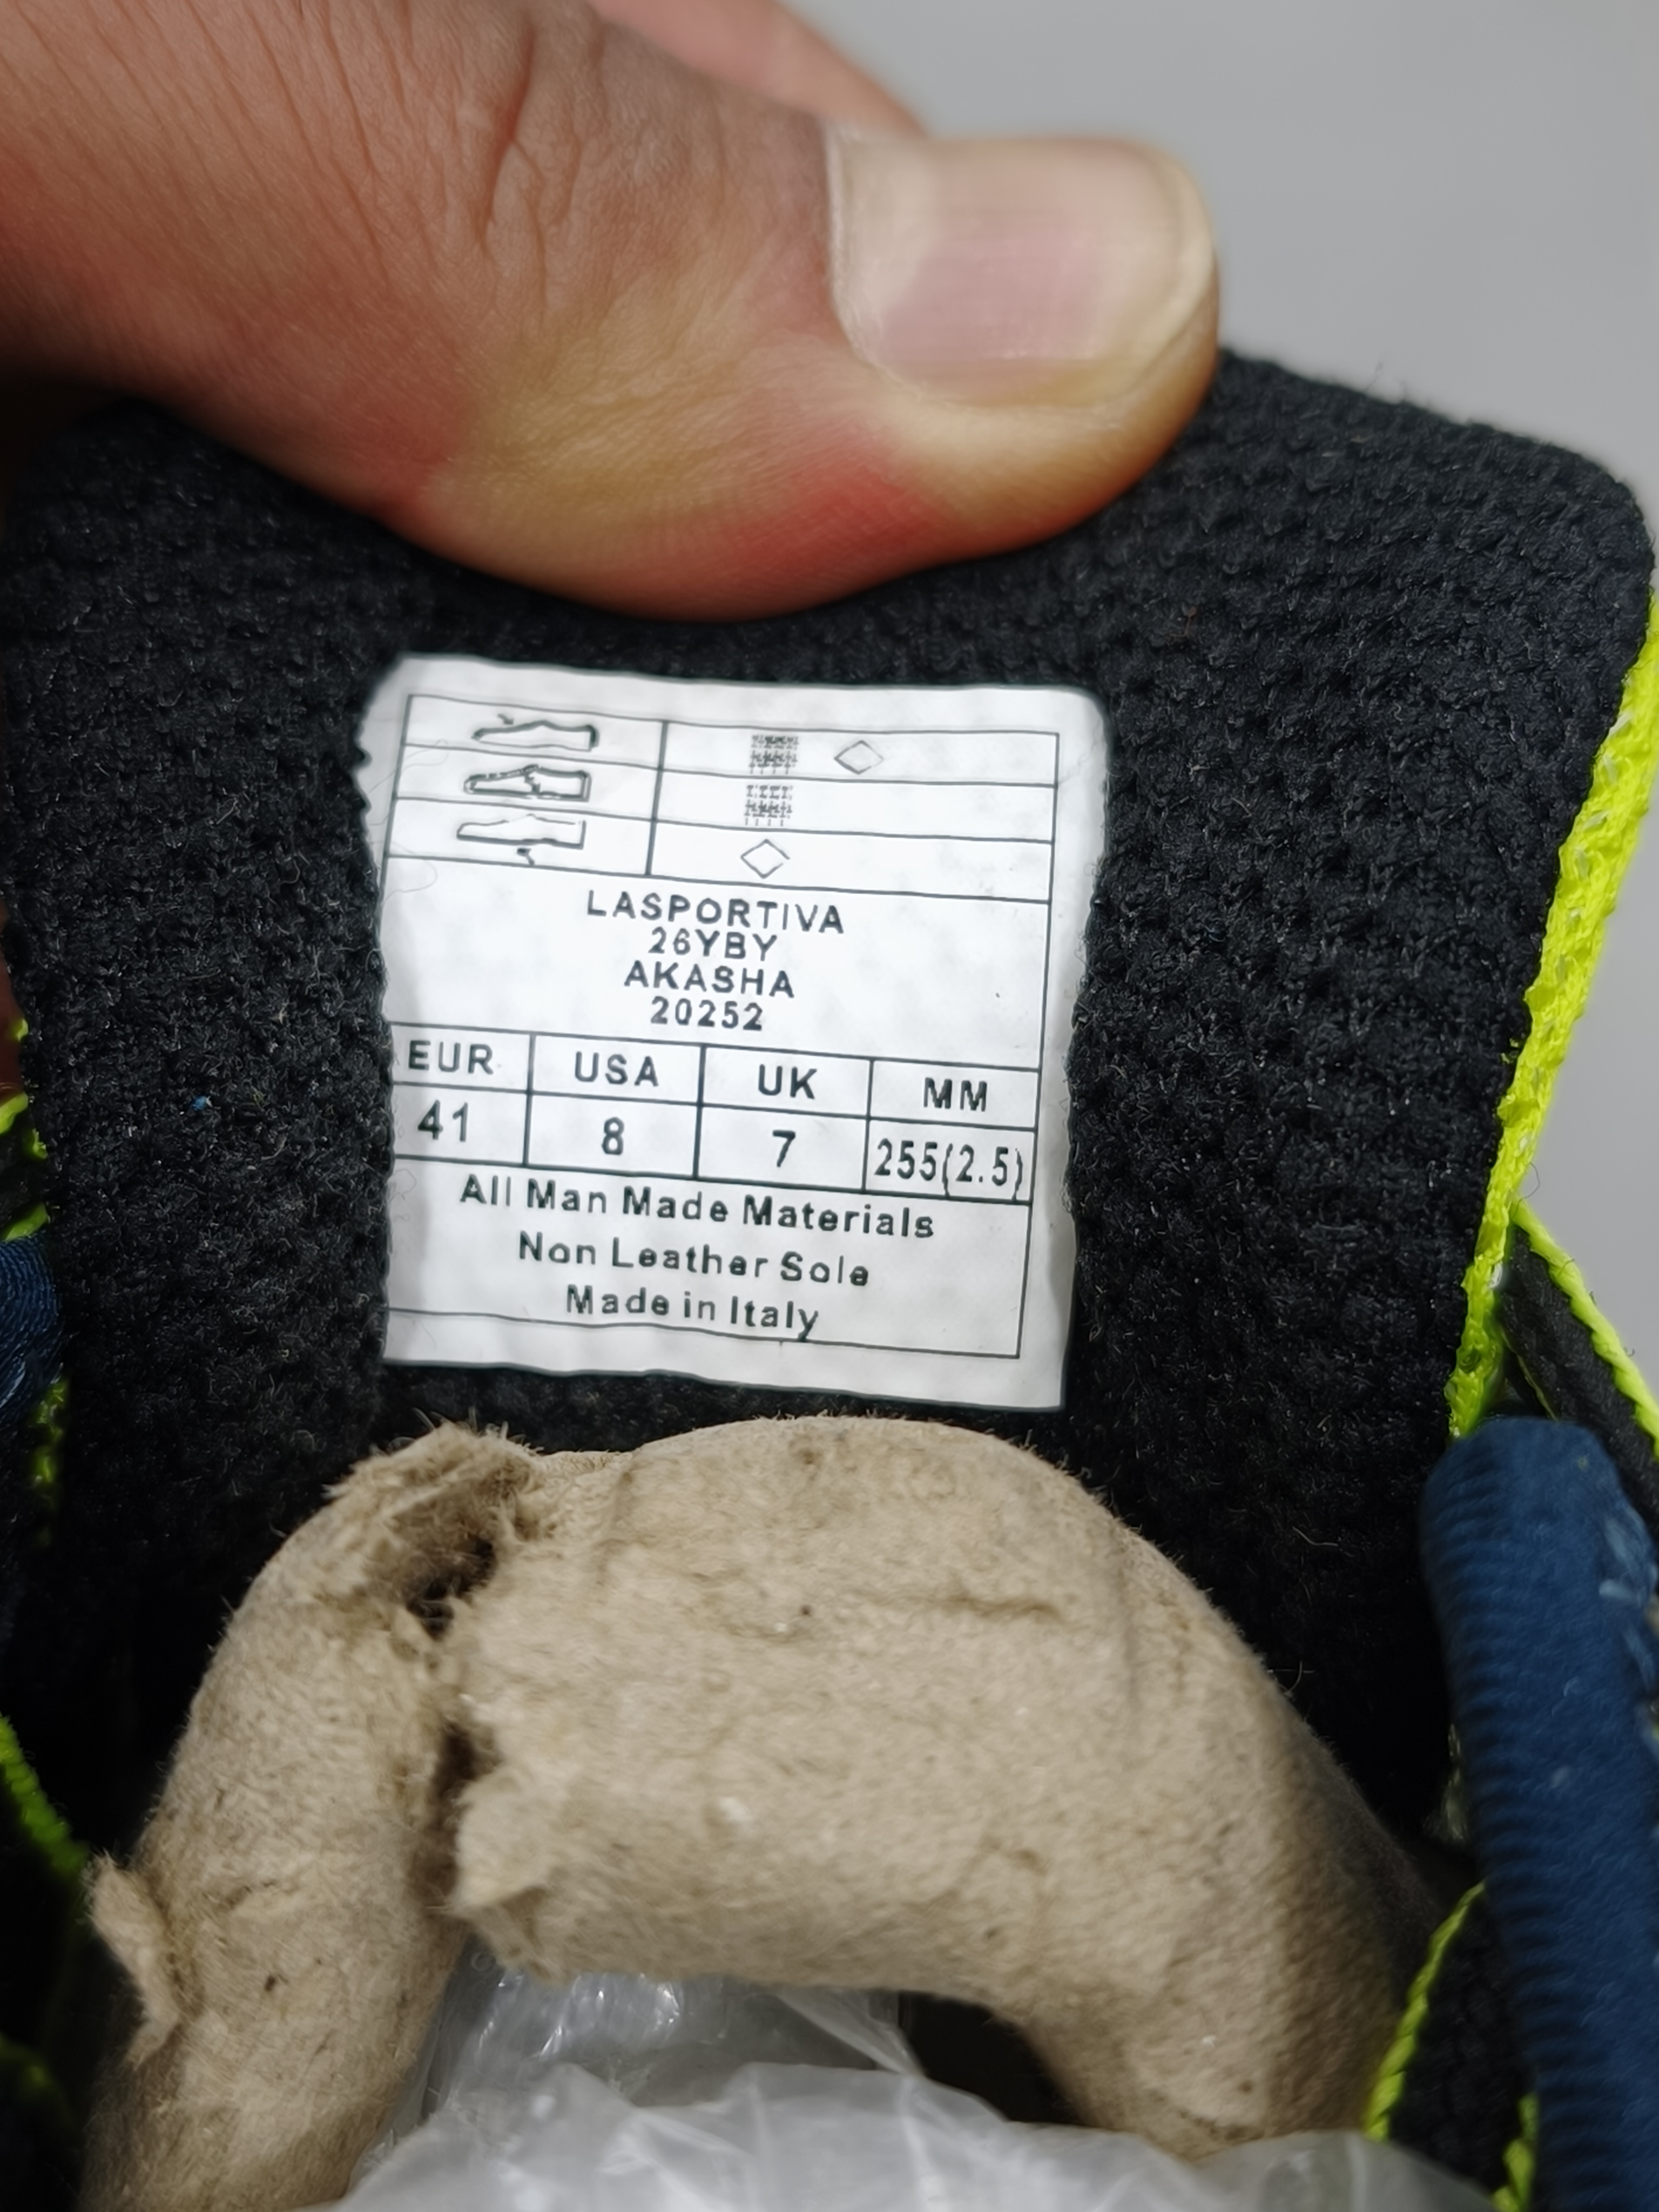 LASPORTIVA
26YBY
AKASHA
20252
EUR USA UK MM
41 8 7 255(2.5)
All Man Made Materials
Non Leather Sole
Made in Italy